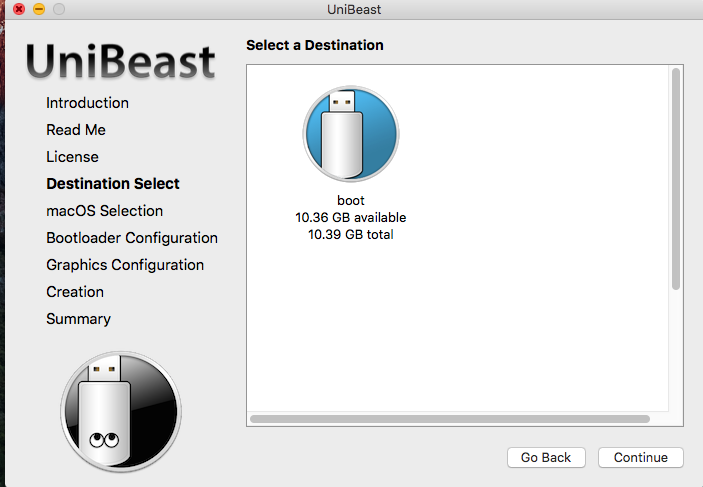 UniBeast
UniBeast
Introduction
Read Me
License
Destination Select
macOS Selection
Bootloader Configuration
Graphics Configuration
Creation
Summary
Select a Destination
boot
10.36 GB available
10.39 GB total
Go Back
Continue